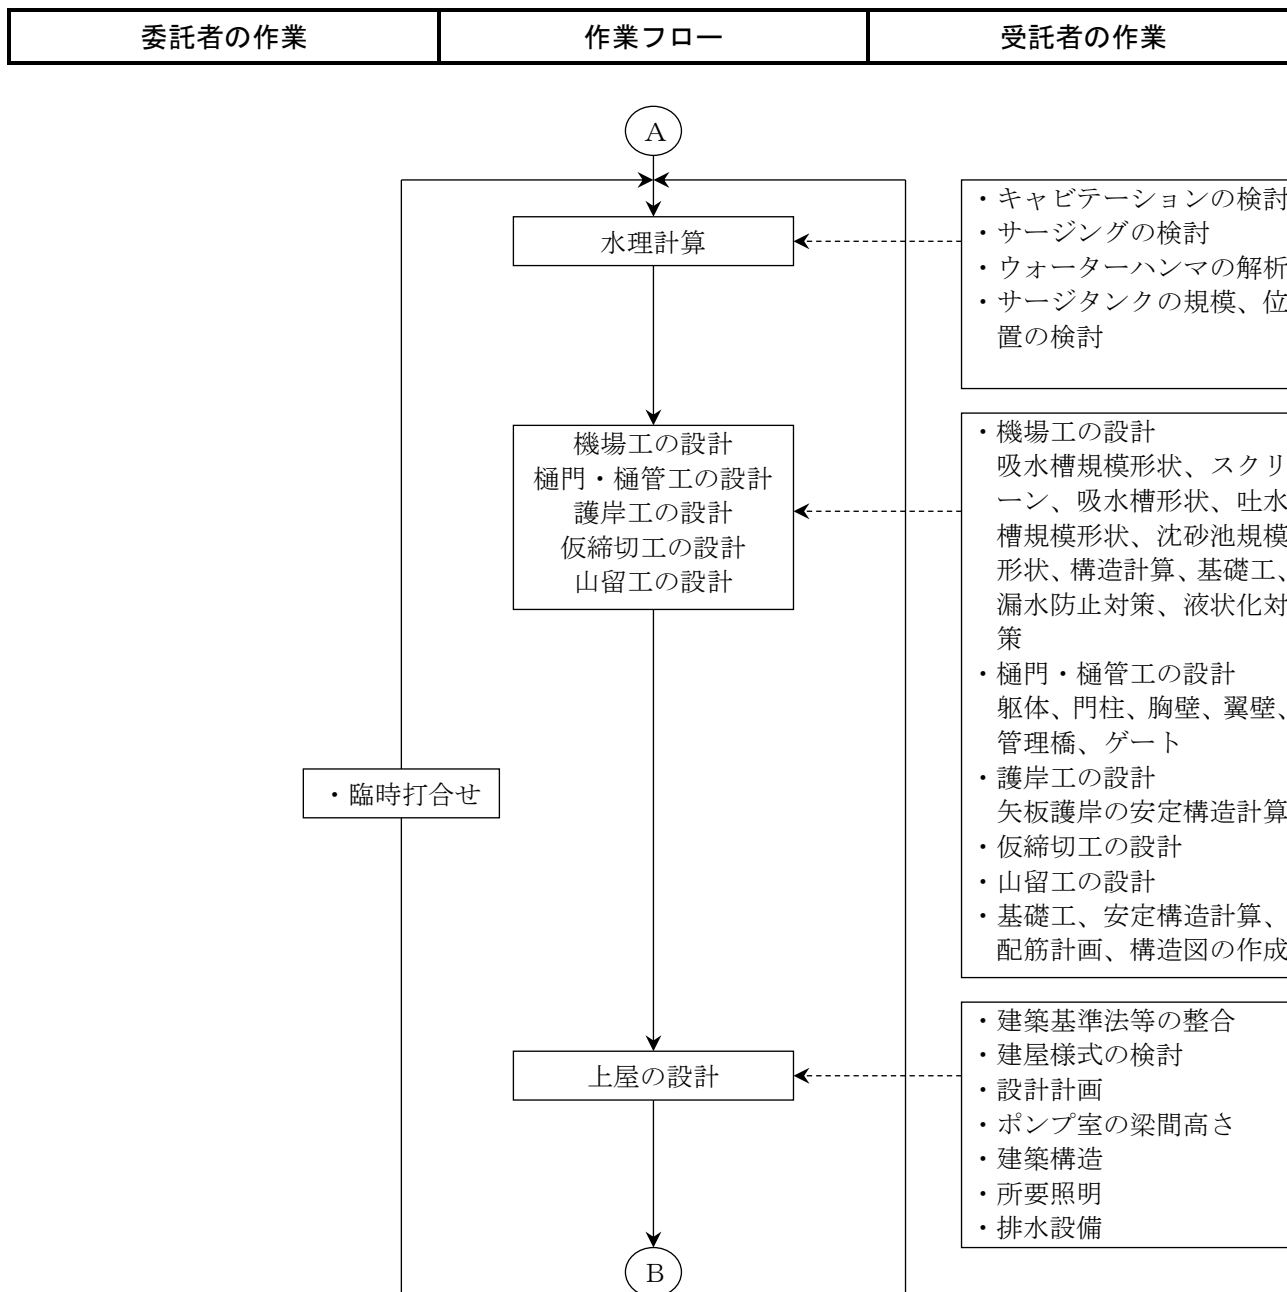 委託者の作業
作業フロー
受託者の作業
A
水理計算
・キャビテーションの検討
・サージングの検討
・ウォーターハンマの解析
・サージタンクの規模、位
置の検討
機場工の設計
樋門・樋管工の設計
護岸工の設計
仮締切工の設計
山留工の設計
・機場工の設計
吸水槽規模形状、スクリ
ーン、吸水槽形状、吐水
槽規模形状、沈砂池規模
形状、構造計算、基礎工、
漏水防止対策、液状化対
策
・樋門・樋管工の設計
躯体、門柱、胸壁、翼壁、
管理橋、ゲート
・護岸工の設計
矢板護岸の安定構造計算
・仮締切工の設計
・山留工の設計
・基礎工、安定構造計算、
配筋計画、構造図の作成
・臨時打合せ
上屋の設計
・建築基準法等の整合
・建屋様式の検討
・設計計画
・ポンプ室の梁間高さ
・建築構造
・所要照明
・排水設備
B